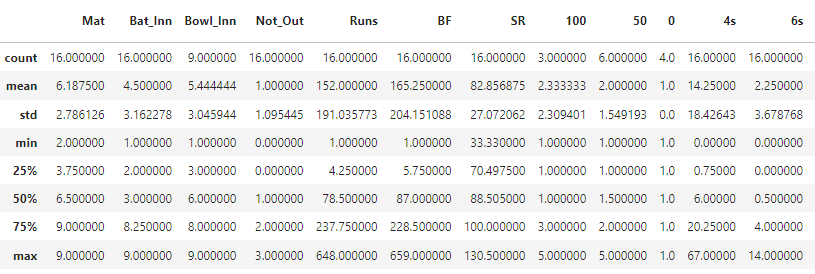 Mat Bat_Inn Bowl_Inn Not_Out Runs BF SR 100 50 0 4s 6s
count 16.000000 16.000000 9.000000 16.000000 16.000000 16.000000 16.000000 3.000000 6.000000 4.0 16.00000 16.000000
mean 6.187500 4.500000 5.444444 1.000000 152.000000 165.250000 82.856875 2.333333 2.000000 1.0 14.25000 2.250000
std 2.786126 3.162278 3.045944 1.095445 191.035773 204.151088 27.072062 2.309401 1.549193 0.0 18.42643 3.678768
min 2.000000 1.000000 1.000000 0.000000 1.000000 1.000000 33.330000 1.000000 1.000000 1.0 0.00000 0.000000
25% 3.750000 2.000000 3.000000 0.000000 4.250000 5.750000 70.497500 1.000000 1.000000 1.0 0.75000 0.000000
50% 6.500000 3.000000 6.000000 1.000000 78.500000 87.000000 88.505000 1.000000 1.500000 1.0 6.00000 0.500000
75% 9.000000 8.250000 8.000000 2.000000 237.750000 228.500000 100.000000 3.000000 2.000000 1.0 20.25000 4.000000
max 9.000000 9.000000 9.000000 3.000000 648.000000 659.000000 130.500000 5.000000 5.000000 1.0 67.00000 14.000000